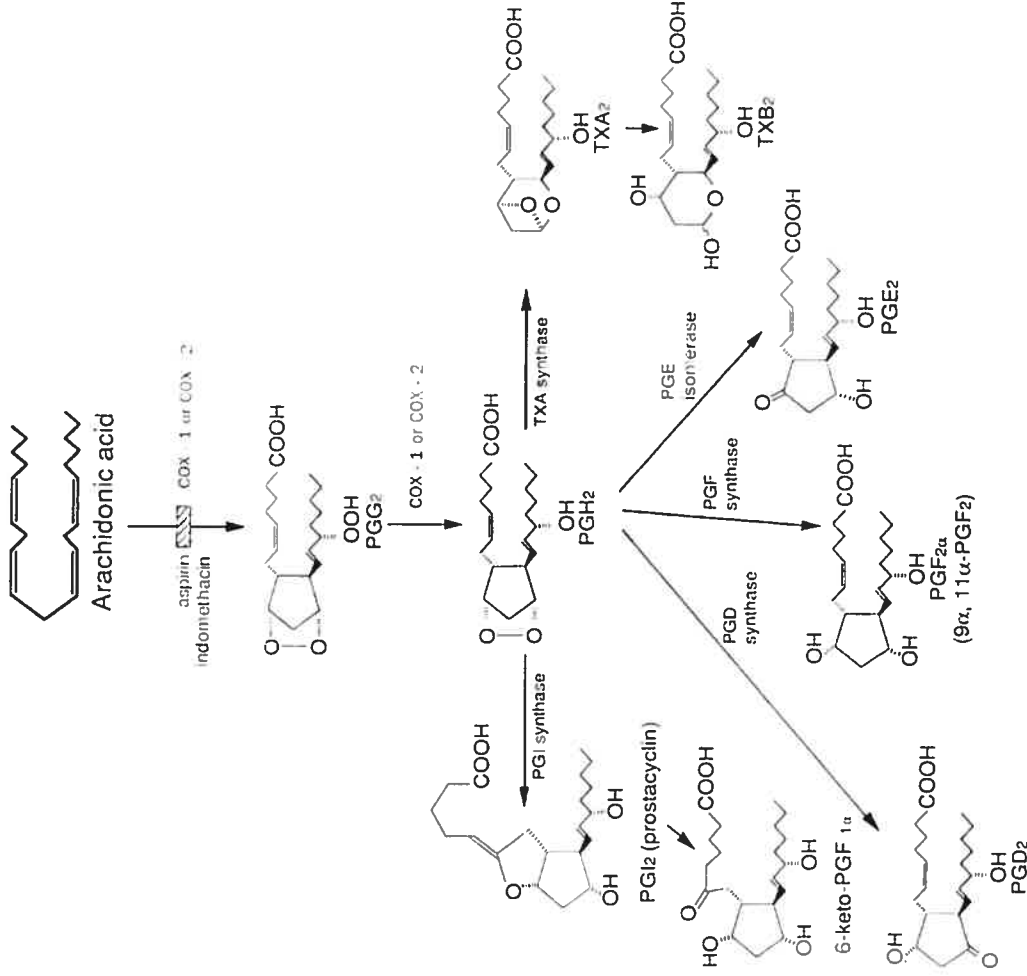 Arachidonic acid
aspirin
indomethacin
COX - 1 or COX - 2
O
O
COOH
OOH
PGG2
COX - 1 or COX - 2
O
O
COOH
OH
PGH2
PGI synthase
TXA synthase
COOH
O
OH
OH
PGI2 (prostacyclin)
COOH
O
HO
OH
OH
6-keto-PGF 1α
COOH
O
O
OH
TXA2
COOH
OH
O
HO
OH
TXB2
PGD
synthase
PGF
synthase
PGE
isomerase
OH
COOH
O
OH
PGD2
OH
COOH
OH
OH
PGF2α
(9α, 11α-PGF2)
O
COOH
OH
OH
PGE2